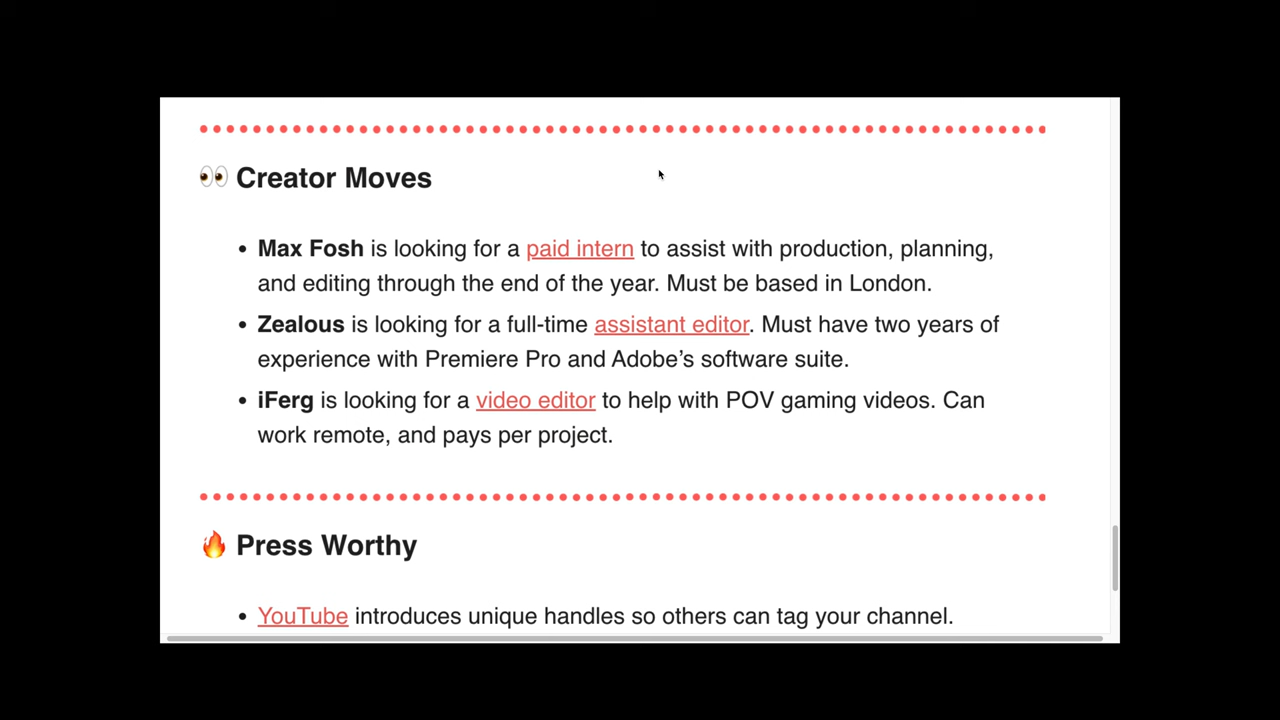 👀 Creator Moves
• Max Fosh is looking for a paid intern to assist with production, planning,
and editing through the end of the year. Must be based in London.
• Zealous is looking for a full-time assistant editor. Must have two years of
experience with Premiere Pro and Adobe’s software suite.
• iFerg is looking for a video editor to help with POV gaming videos. Can
work remote, and pays per project.
🔥 Press Worthy
• YouTube introduces unique handles so others can tag your channel.